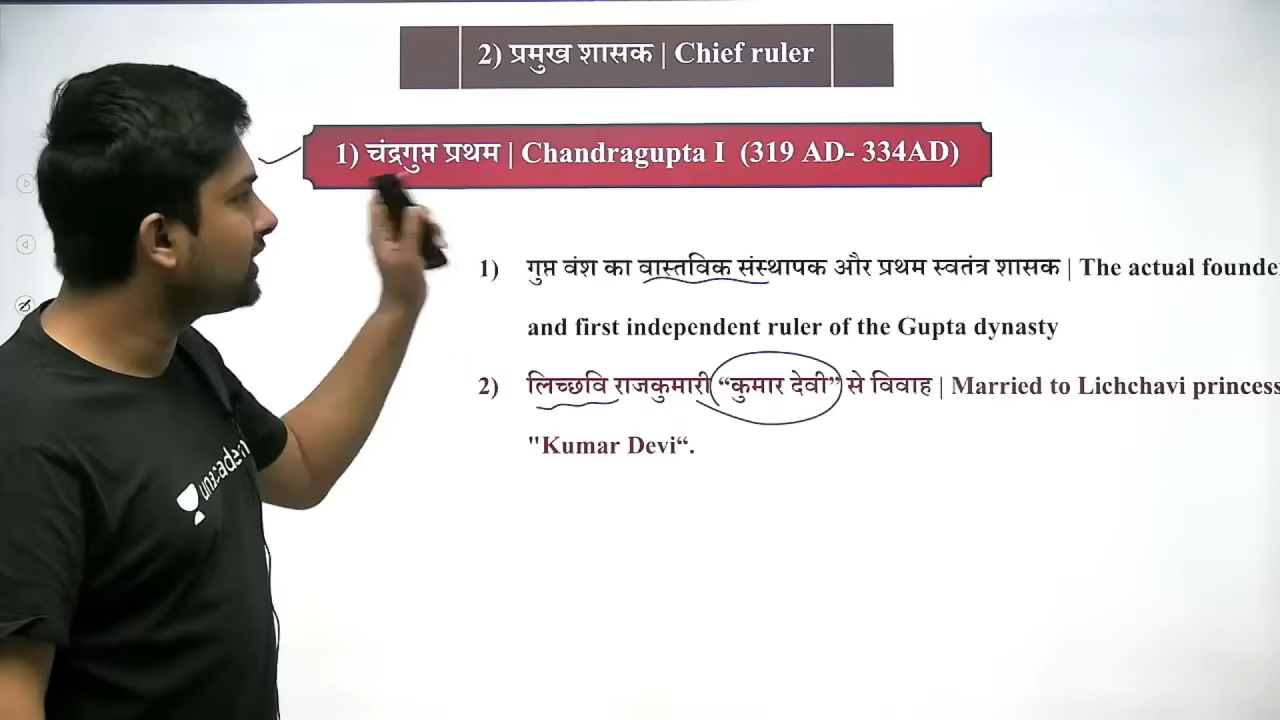 2) प्रमुख शासक | Chief ruler
1) चंद्रगुप्त प्रथम | Chandragupta I (319 AD- 334AD)
1) गुप्त वंश का वास्तविक संस्थापक और प्रथम स्वतंत्र शासक | The actual founde
and first independent ruler of the Gupta dynasty
2) लिच्छवि राजकुमारी “कुमार देवी” से विवाह | Married to Lichchavi princess
"Kumar Devi“.
unacadem